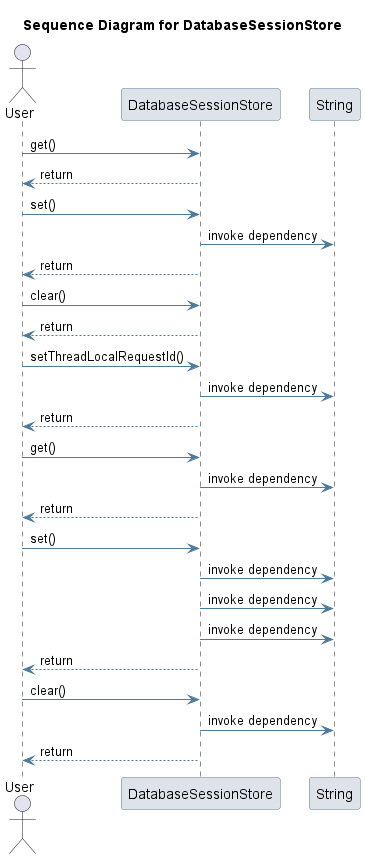 Sequence Diagram for DatabaseSessionStore
User
DatabaseSessionStore
String
get()
return
set()
invoke dependency
return
clear()
return
setThreadLocalRequestId()
invoke dependency
return
get()
invoke dependency
return
set()
invoke dependency
invoke dependency
invoke dependency
return
clear()
invoke dependency
return
User
DatabaseSessionStore
String